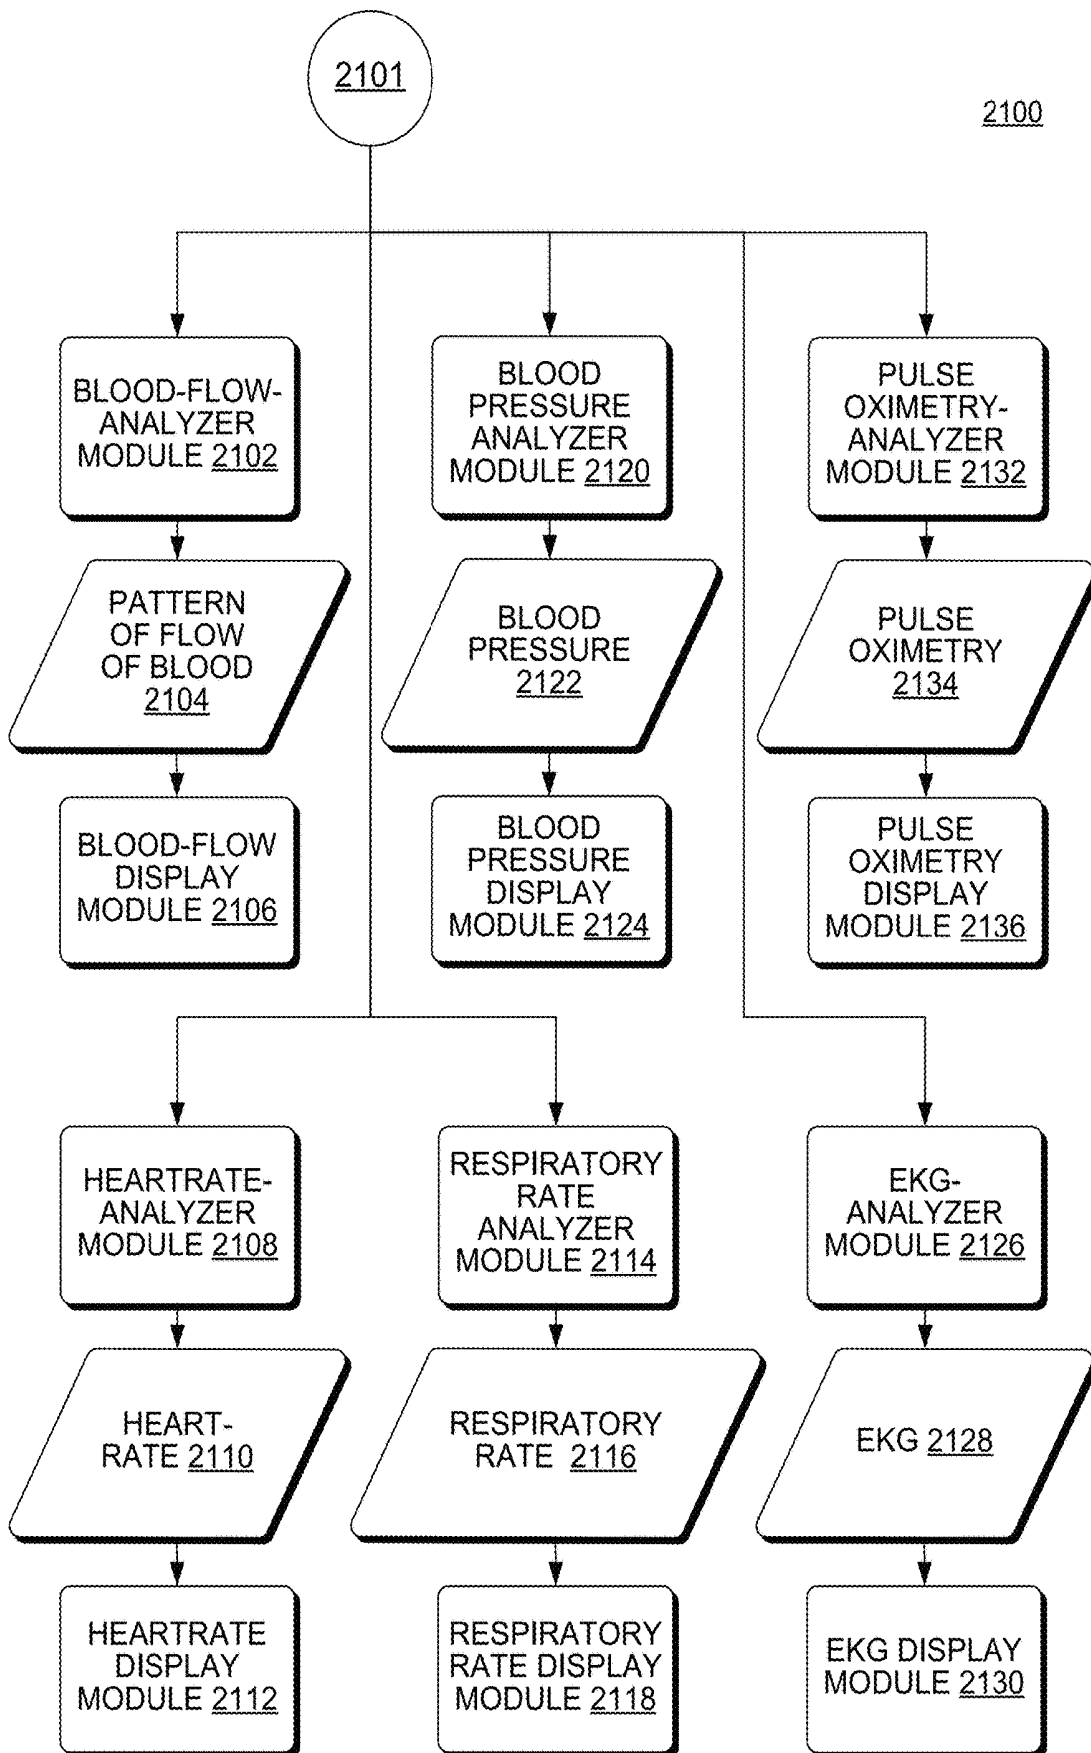 2101
2100
BLOOD-FLOW-
ANALYZER
MODULE 2102
BLOOD
PRESSURE
ANALYZER
MODULE 2120
PULSE
OXIMETRY-
ANALYZER
MODULE 2132
PATTERN
OF FLOW
OF BLOOD
2104
BLOOD
PRESSURE
2122
PULSE
OXIMETRY
2134
BLOOD-FLOW
DISPLAY
MODULE 2106
BLOOD
PRESSURE
DISPLAY
MODULE 2124
PULSE
OXIMETRY
DISPLAY
MODULE 2136
HEARTRATE-
ANALYZER
MODULE 2108
RESPIRATORY
RATE
ANALYZER
MODULE 2114
EKG-
ANALYZER
MODULE 2126
HEART-
RATE 2110
RESPIRATORY
RATE 2116
EKG 2128
HEARTRATE
DISPLAY
MODULE 2112
RESPIRATORY
RATE DISPLAY
MODULE 2118
EKG DISPLAY
MODULE 2130